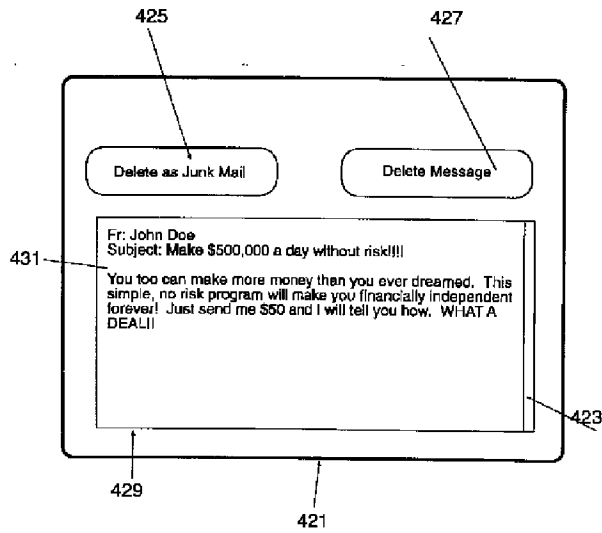 425
427
Delete as Junk Mail Delete Message
Fr: John Doe
Subject: Make $500,000 a day without risk!!!!
431
You too can make more money than you ever dreamed. This
simple, no risk program will make you financially independent
forever! Just send me $50 and I will tell you how. WHAT A
DEAL!!
423
429
421